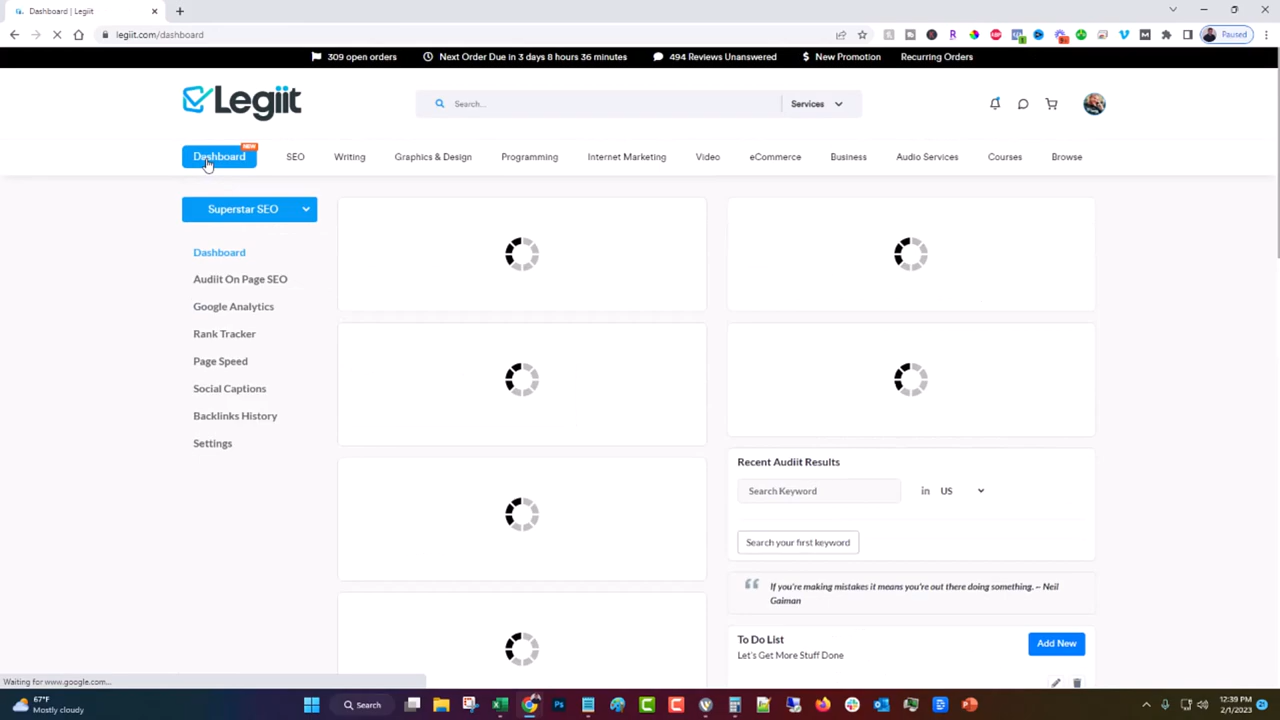 Dashboard | Legiit
legiit.com/dashboard
Paused
309 open orders
Next Order Due in 3 days 8 hours 36 minutes
494 Reviews Unanswered
New Promotion
Recurring Orders
Legiit
Search...
Services
Dashboard
NEW
SEO
Writing
Graphics & Design
Programming
Internet Marketing
Video
eCommerce
Business
Audio Services
Courses
Browse
Superstar SEO
Dashboard
Audiit On Page SEO
Google Analytics
Rank Tracker
Page Speed
Social Captions
Backlinks History
Settings
Recent Audiit Results
Search Keyword
in US
Search your first keyword
If you're making mistakes it means you're out there doing something. ~ Neil
Gaiman
To Do List
Let's Get More Stuff Done
Add New
Waiting for www.google.com...
67°F
Mostly cloudy
Search
12:39 PM
2/1/2023